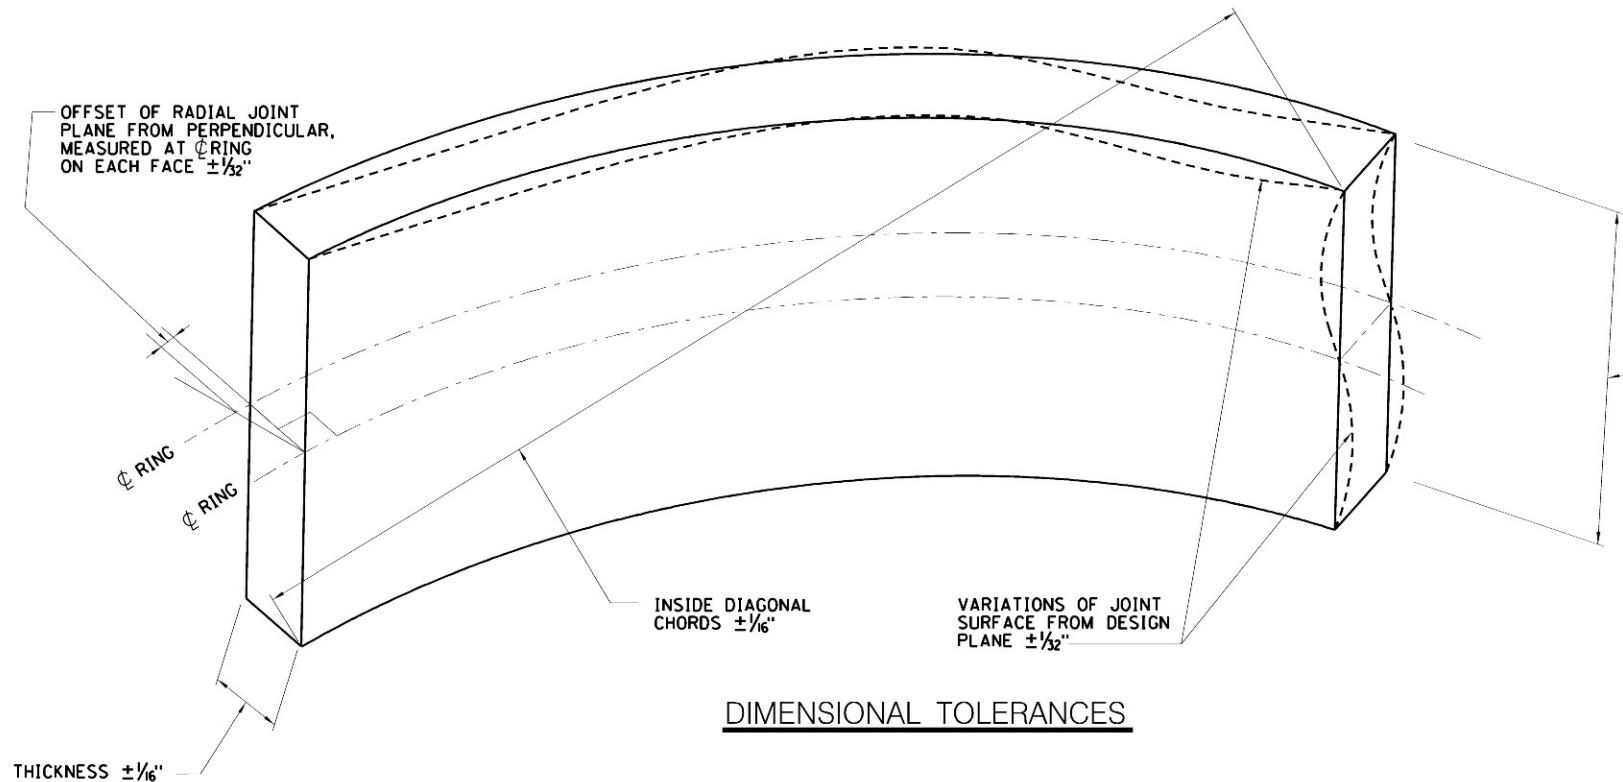 OFFSET OF RADIAL JOINT
PLANE FROM PERPENDICULAR,
MEASURED AT ℄ RING
ON EACH FACE ±1/32"
℄ RING
℄ RING
INSIDE DIAGONAL
CHORDS ±1/16"
VARIATIONS OF JOINT
SURFACE FROM DESIGN
PLANE ±1/32"
DIMENSIONAL TOLERANCES
THICKNESS ±1/16"